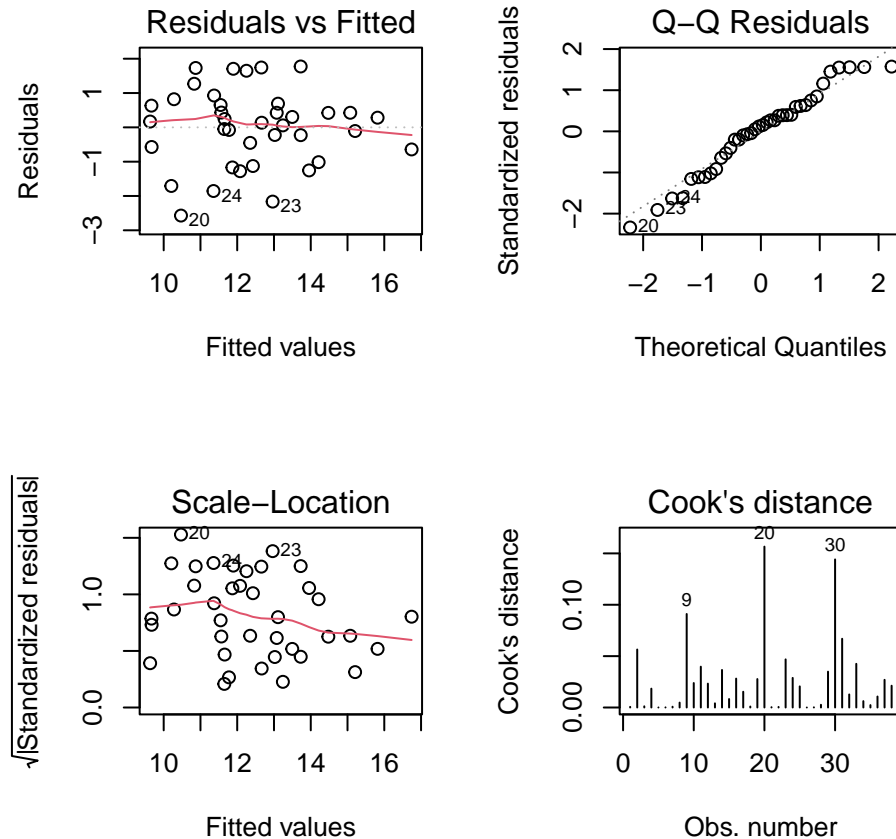 Residuals vs Fitted
Residuals
1
−1
−3
24
23
20
10 12 14 16
Fitted values
Q−Q Residuals
Standardized residuals
2
0
−2
24
23
20
−2 −1 0 1 2
Theoretical Quantiles
Scale−Location
√|Standardized residuals|
1.0
0.0
20
24
23
10 12 14 16
Fitted values
Cook's distance
Cook's distance
0.10
0.00
20
30
9
0 10 20 30
Obs. number